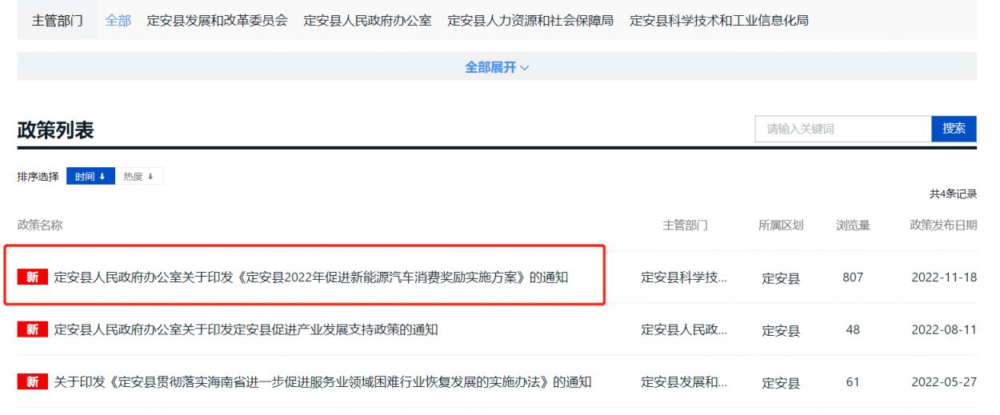 主管部门 全部 定安县发展和改革委员会 定安县人民政府办公室 定安县人力资源和社会保障局 定安县科学技术和工业信息化局
全部展开
政策列表 请输入关键词 搜索
排序选择 时间 热度
共4条记录
政策名称 主管部门 所属区划 浏览量 政策发布日期
新 定安县人民政府办公室关于印发《定安县2022年促进新能源汽车消费奖励实施方案》的通知 定安县科学技... 定安县 807 2022-11-18
新 定安县人民政府办公室关于印发定安县促进产业发展支持政策的通知 定安县人民政... 定安县 48 2022-08-11
新 关于印发《定安县贯彻落实海南省进一步促进服务业领域困难行业恢复发展的实施办法》的通知 定安县发展和... 定安县 61 2022-05-27